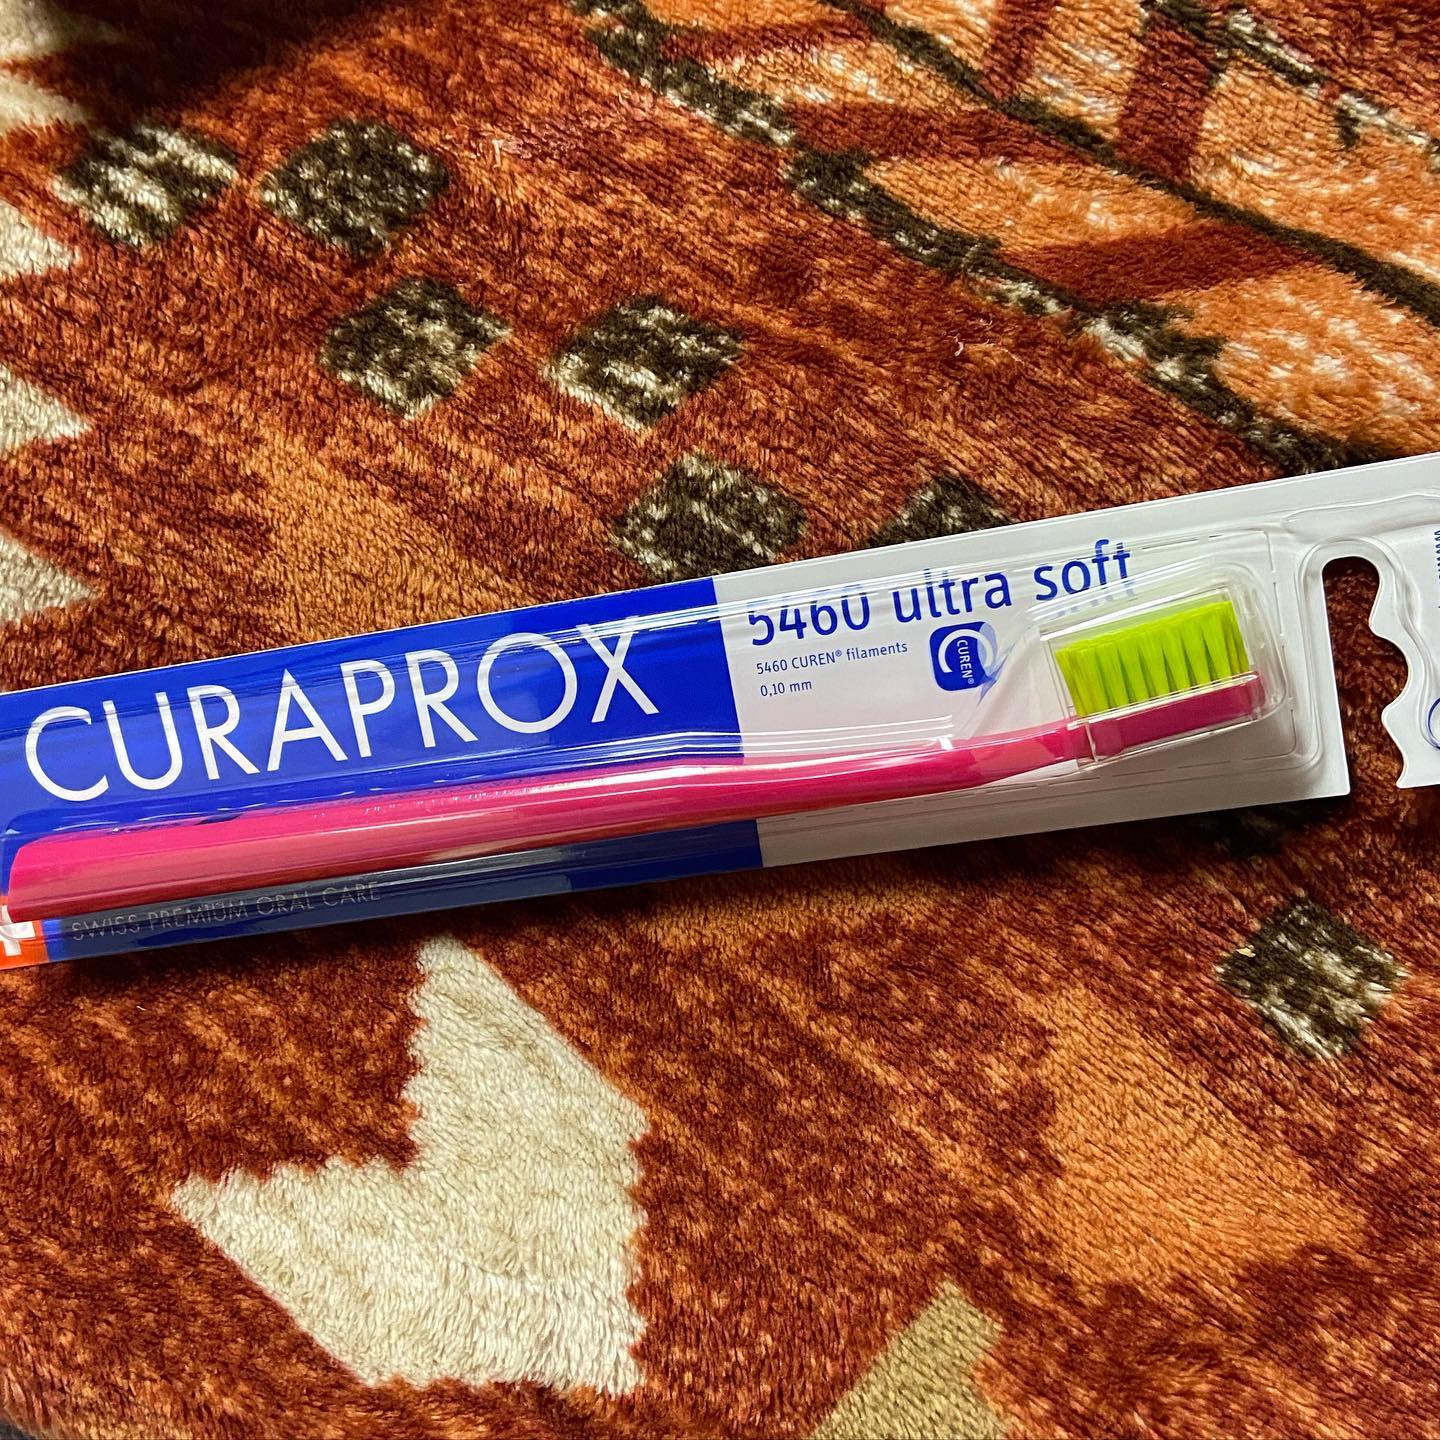 CURAPROX
5460 ultra soft
5460 CUREN® filaments
0,10 mm
CUREN®
SWISS PREMIUM ORAL CARE